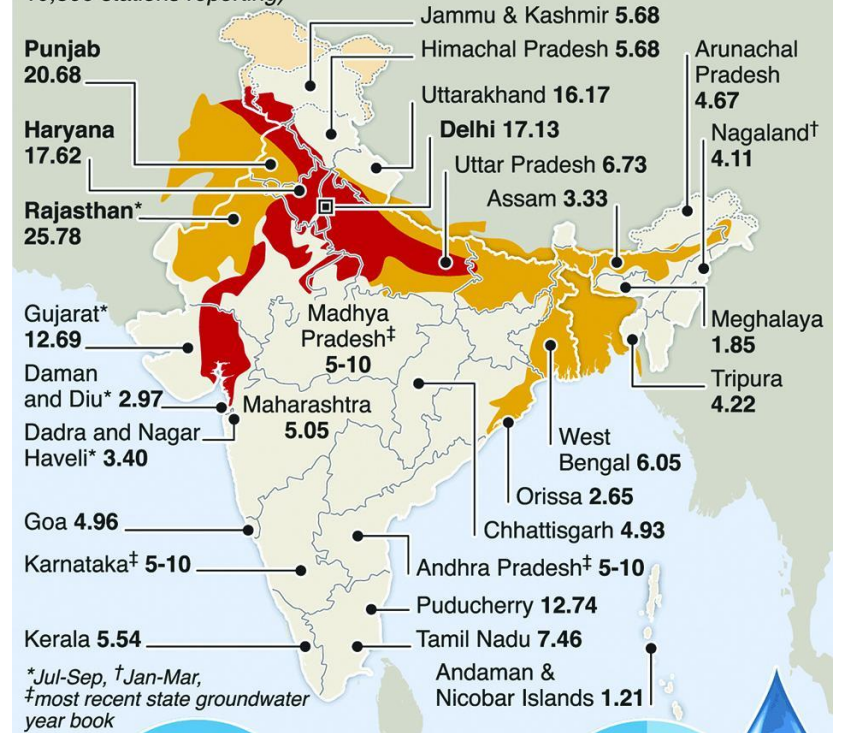 10,000 stations reporting)
Jammu & Kashmir 5.68
Himachal Pradesh 5.68
Uttarakhand 16.17
Delhi 17.13
Uttar Pradesh 6.73
Assam 3.33
Arunachal
Pradesh
4.67
Nagaland†
4.11
Punjab
20.68
Haryana
17.62
Rajasthan*
25.78
Gujarat*
12.69
Daman
and Diu* 2.97
Dadra and Nagar
Haveli* 3.40
Madhya
Pradesh‡
5-10
Maharashtra
5.05
Meghalaya
1.85
Tripura
4.22
West
Bengal 6.05
Orissa 2.65
Chhattisgarh 4.93
Goa 4.96
Karnataka‡ 5-10
Andhra Pradesh‡ 5-10
Puducherry 12.74
Kerala 5.54
Tamil Nadu 7.46
Andaman &
Nicobar Islands 1.21
*Jul-Sep, †Jan-Mar,
‡most recent state groundwater
year book